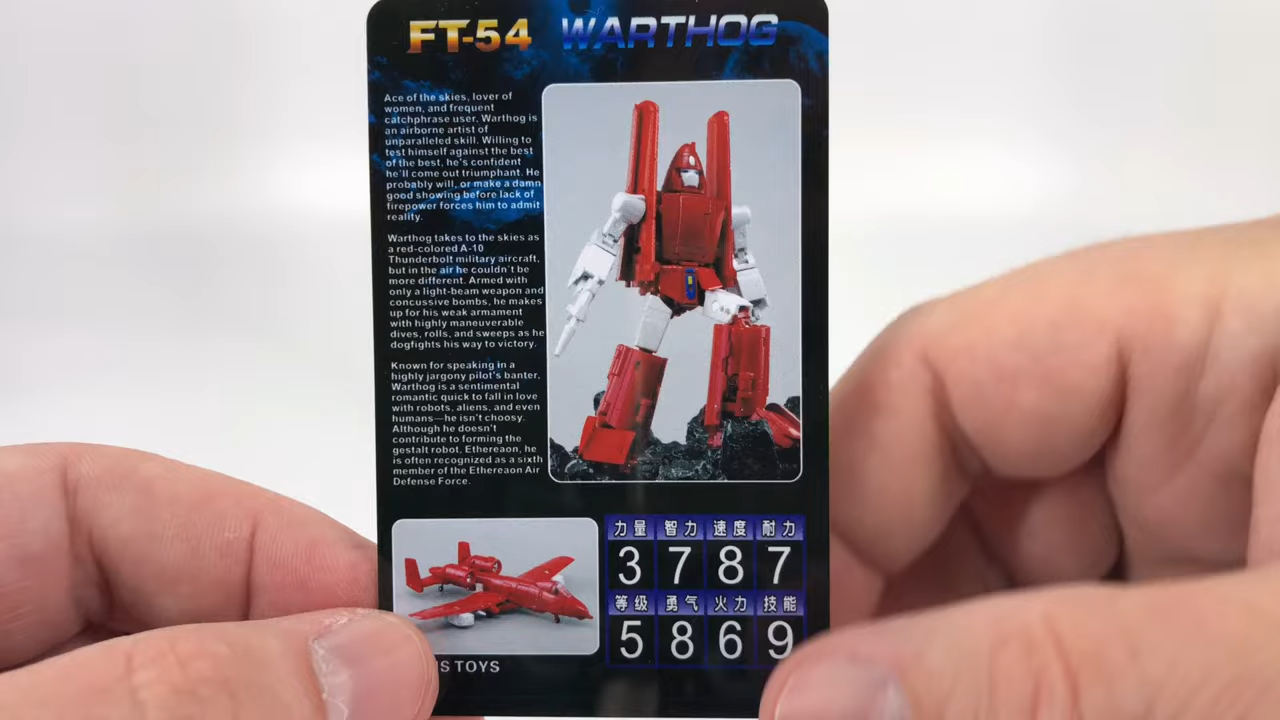 FT-54 WARTHOG
Ace of the skies, lover of
women, and frequent
catchphrase user, Warthog is
an airborne artist of
unparalleled skill. Willing to
test himself against the best
of the best, he's confident
he'll come out triumphant. He
probably will, or make a damn
good showing before lack of
firepower forces him to admit
reality.
Warthog takes to the skies as
a red-colored A-10
Thunderbolt military aircraft,
but in the air he couldn't be
more different. Armed with
only a light-beam weapon and
concussive bombs, he makes
up for his weak armament
with highly maneuverable
dives, rolls, and sweeps as he
dogfights his way to victory.
Known for speaking in a
highly jargony pilot's banter,
Warthog is a sentimental
romantic quick to fall in love
with robots, aliens, and even
humans—he isn't choosy.
Although he doesn't
contribute to forming the
gestalt robot, Ethereaon, he
is often recognized as a sixth
member of the Ethereaon Air
Defense Force.
力量 智力 速度 耐力
3 7 8 7
等级 勇气 火力 技能
5 8 6 9
TOYS